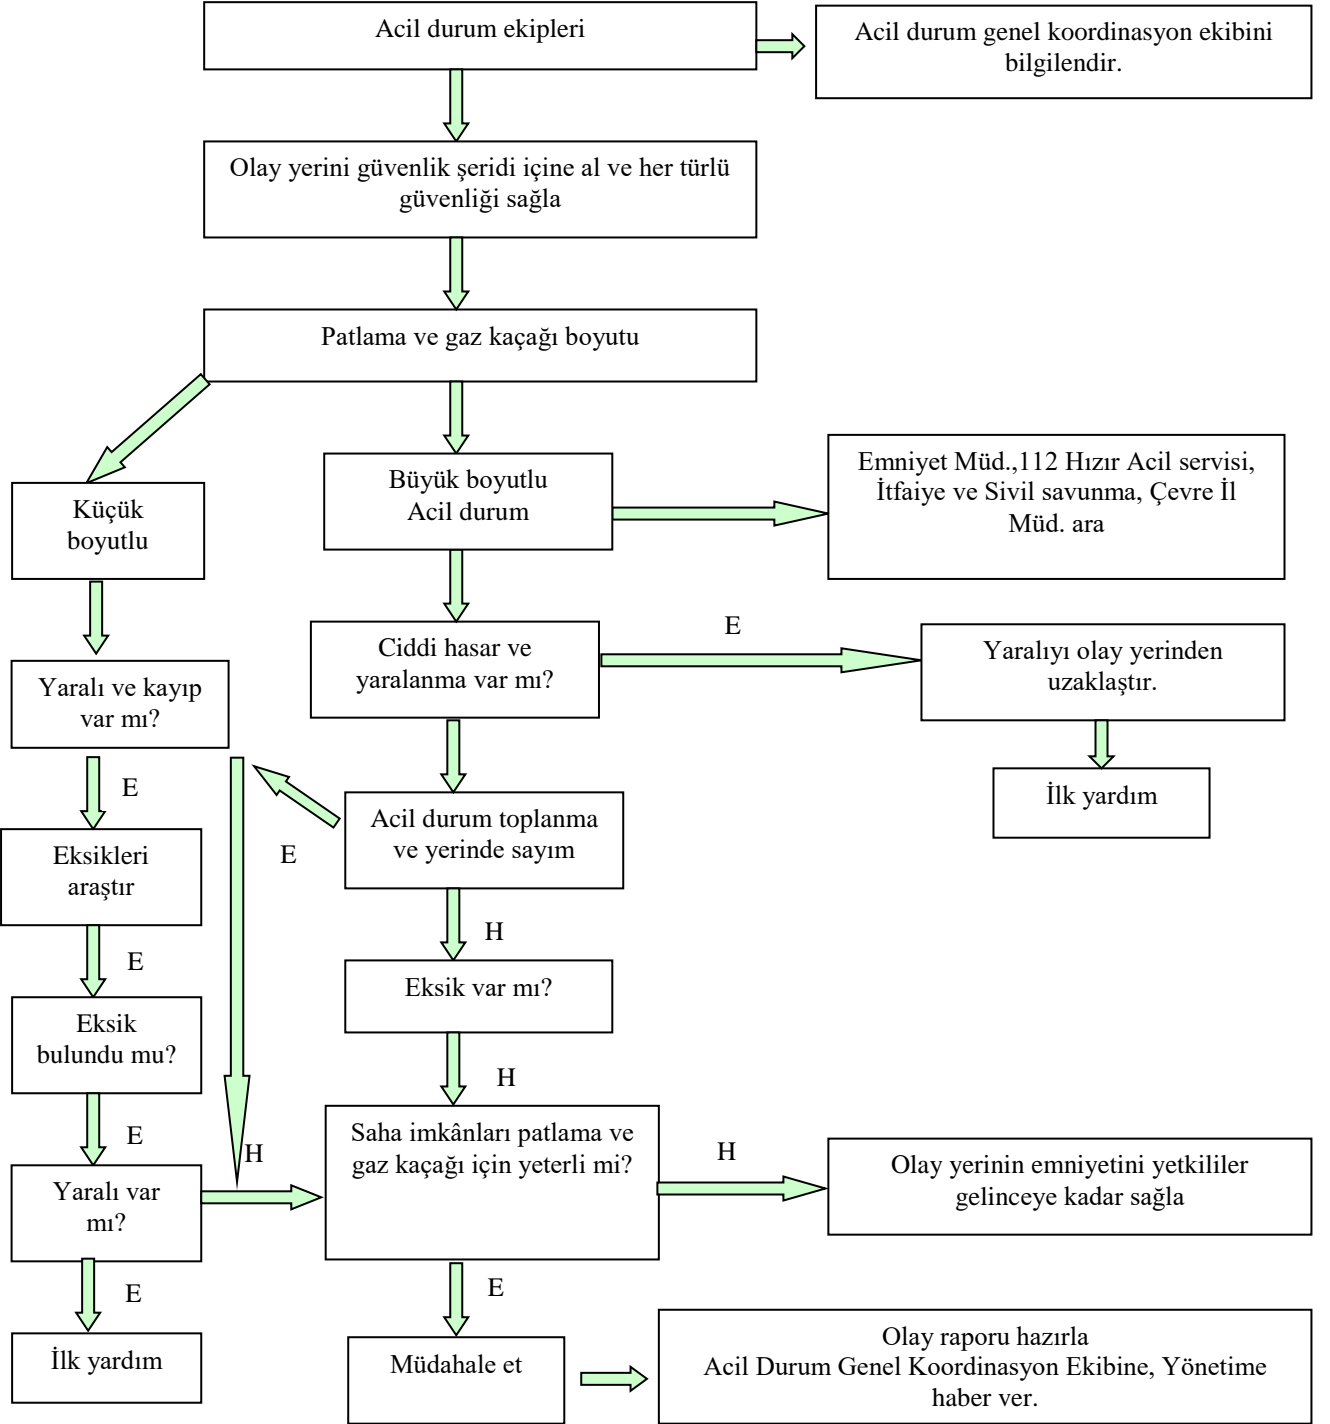 Acil durum ekipleri
Acil durum genel koordinasyon ekibini
bilgilendir.
Olay yerini güvenlik şeridi içine al ve her türlü
güvenliği sağla
Patlama ve gaz kaçağı boyutu
Küçük
boyutlu
Büyük boyutlu
Acil durum
Emniyet Müd.,112 Hızır Acil servisi,
İtfaiye ve Sivil savunma, Çevre İl
Müd. ara
Ciddi hasar ve
yaralanma var mı?
E
Yaralıyı olay yerinden
uzaklaştır.
İlk yardım
Yaralı ve kayıp
var mı?
E
Acil durum toplanma
ve yerinde sayım
E
Eksikleri
araştır
H
E
Eksik var mı?
Eksik
bulundu mu?
H
E
Saha imkânları patlama ve
gaz kaçağı için yeterli mi?
H
H
Yaralı var
mı?
Olay yerinin emniyetini yetkililer
gelinceye kadar sağla
E
E
İlk yardım
Müdahale et
Olay raporu hazırla
Acil Durum Genel Koordinasyon Ekibine, Yönetime
haber ver.